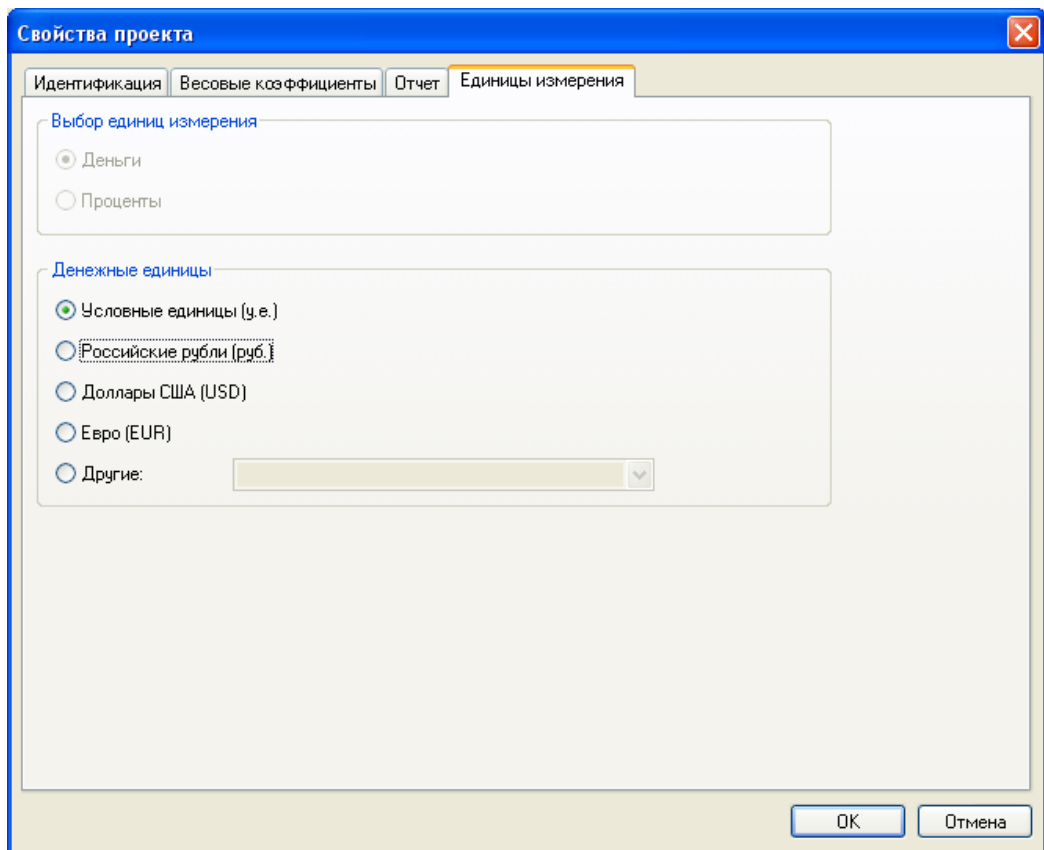 Свойства проекта
Идентификация Весовые коэффициенты Отчет Единицы измерения
Выбор единиц измерения
Деньги
Проценты
Денежные единицы
Условные единицы (у.е.)
Российские рубли (руб.)
Доллары США (USD)
Евро (EUR)
Другие:
OK Отмена